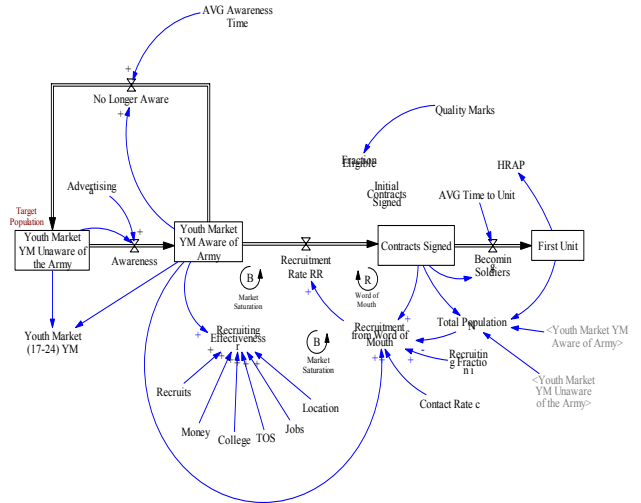 AVG Awareness
Time
No Longer Aware
Quality Marks
Fraction
Eligible
HRAP
Advertising
a
Initial
Contracts
Signed
AVG Time to Unit
Target
Population
Youth Market
YM Unaware of
the Army
Awareness
Youth Market
YM Aware of
Army
Recruitment
Rate RR
Contracts Signed
Becomin
g
Soldiers
First Unit
B
Market
Saturation
R
Word of
Mouth
B
Market
Saturation
Youth Market
(17-24) YM
Recruiting
Effectiveness
r
Recruitment
from Word of
Mouth
Total Population
N
<Youth Market YM
Aware of Army>
Recruitin
g Fraction
i
<Youth Market
YM Unaware
of the Army>
Contact Rate c
Recruits
Money
College
TOS
Jobs
Location